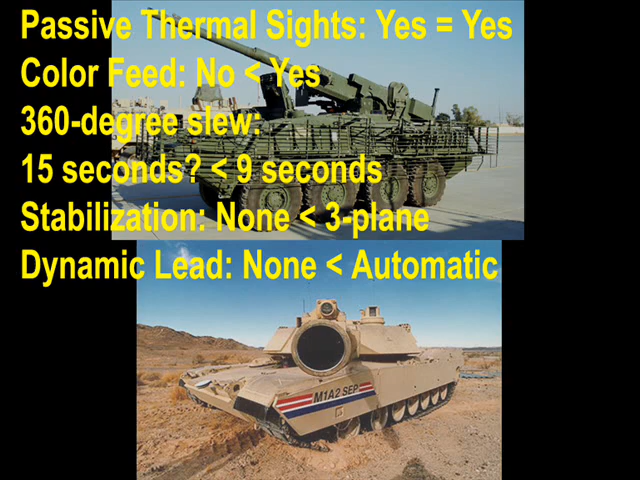 Passive Thermal Sights: Yes = Yes
Color Feed: No < Yes
360-degree slew:
15 seconds? < 9 seconds
Stabilization: None < 3-plane
Dynamic Lead: None < Automatic
M1A2 SEP